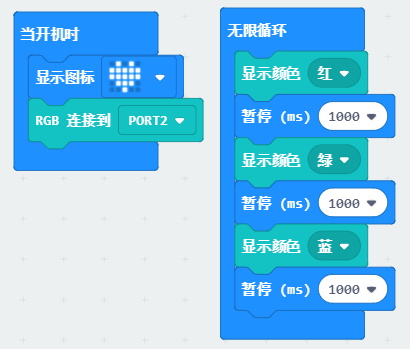 当开机时
显示图标
RGB 连接到 PORT2
无限循环
显示颜色 红
暂停 (ms) 1000
显示颜色 绿
暂停 (ms) 1000
显示颜色 蓝
暂停 (ms) 1000